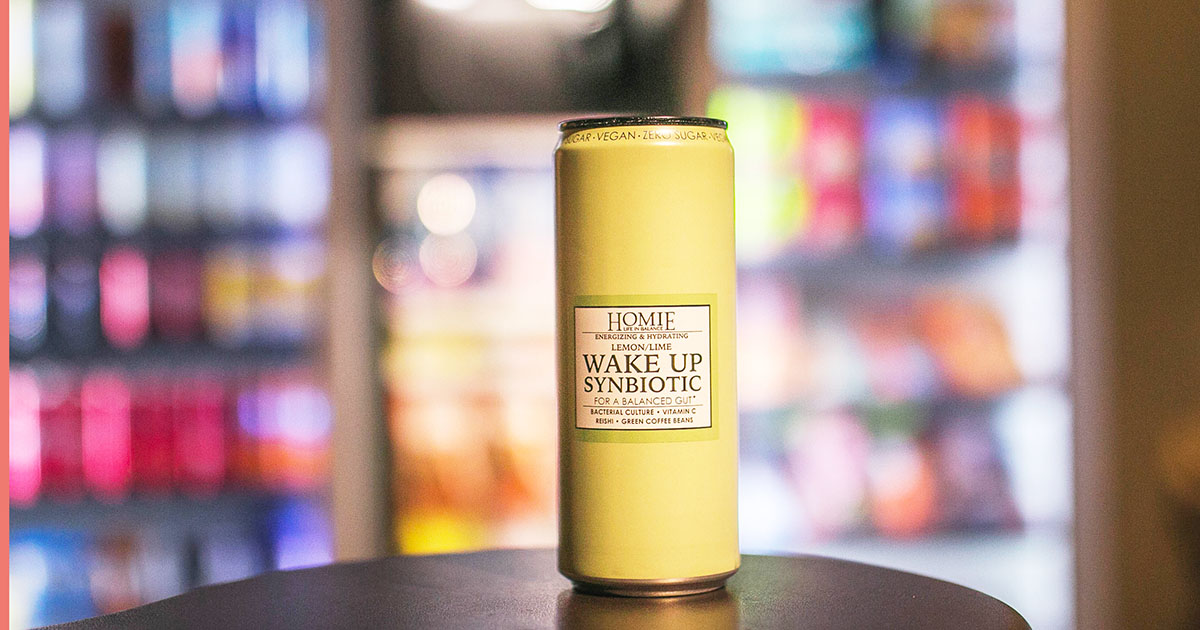 SUGAR · VEGAN · ZERO SUGAR · VEGAN
HOMIE
LIFE IN BALANCE
ENERGIZING & HYDRATING
LEMON/LIME
WAKE UP
SYNBIOTIC
FOR A BALANCED GUT*
BACTERIAL CULTURE • VITAMIN C
REISHI • GREEN COFFEE BEANS